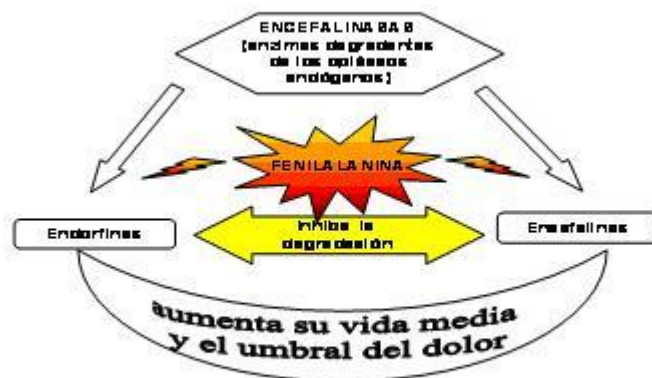 ENCEFALINASAS
(enzimas degradantes
de los opiáceos
endógenos)
FENILALANINA
Endorfinas
Inhibe la
degradación
Encefalinas
aumenta su vida media
y el umbral del dolor